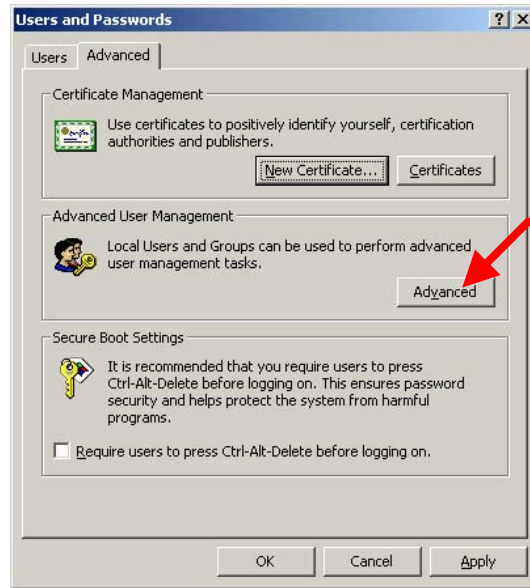 Users and Passwords
Users Advanced
Certificate Management
Use certificates to positively identify yourself, certification
authorities and publishers.
New Certificate... Certificates
Advanced User Management
Local Users and Groups can be used to perform advanced
user management tasks.
Advanced
Secure Boot Settings
It is recommended that you require users to press
Ctrl-Alt-Delete before logging on. This ensures password
security and helps protect the system from harmful
programs.
Require users to press Ctrl-Alt-Delete before logging on.
OK Cancel Apply